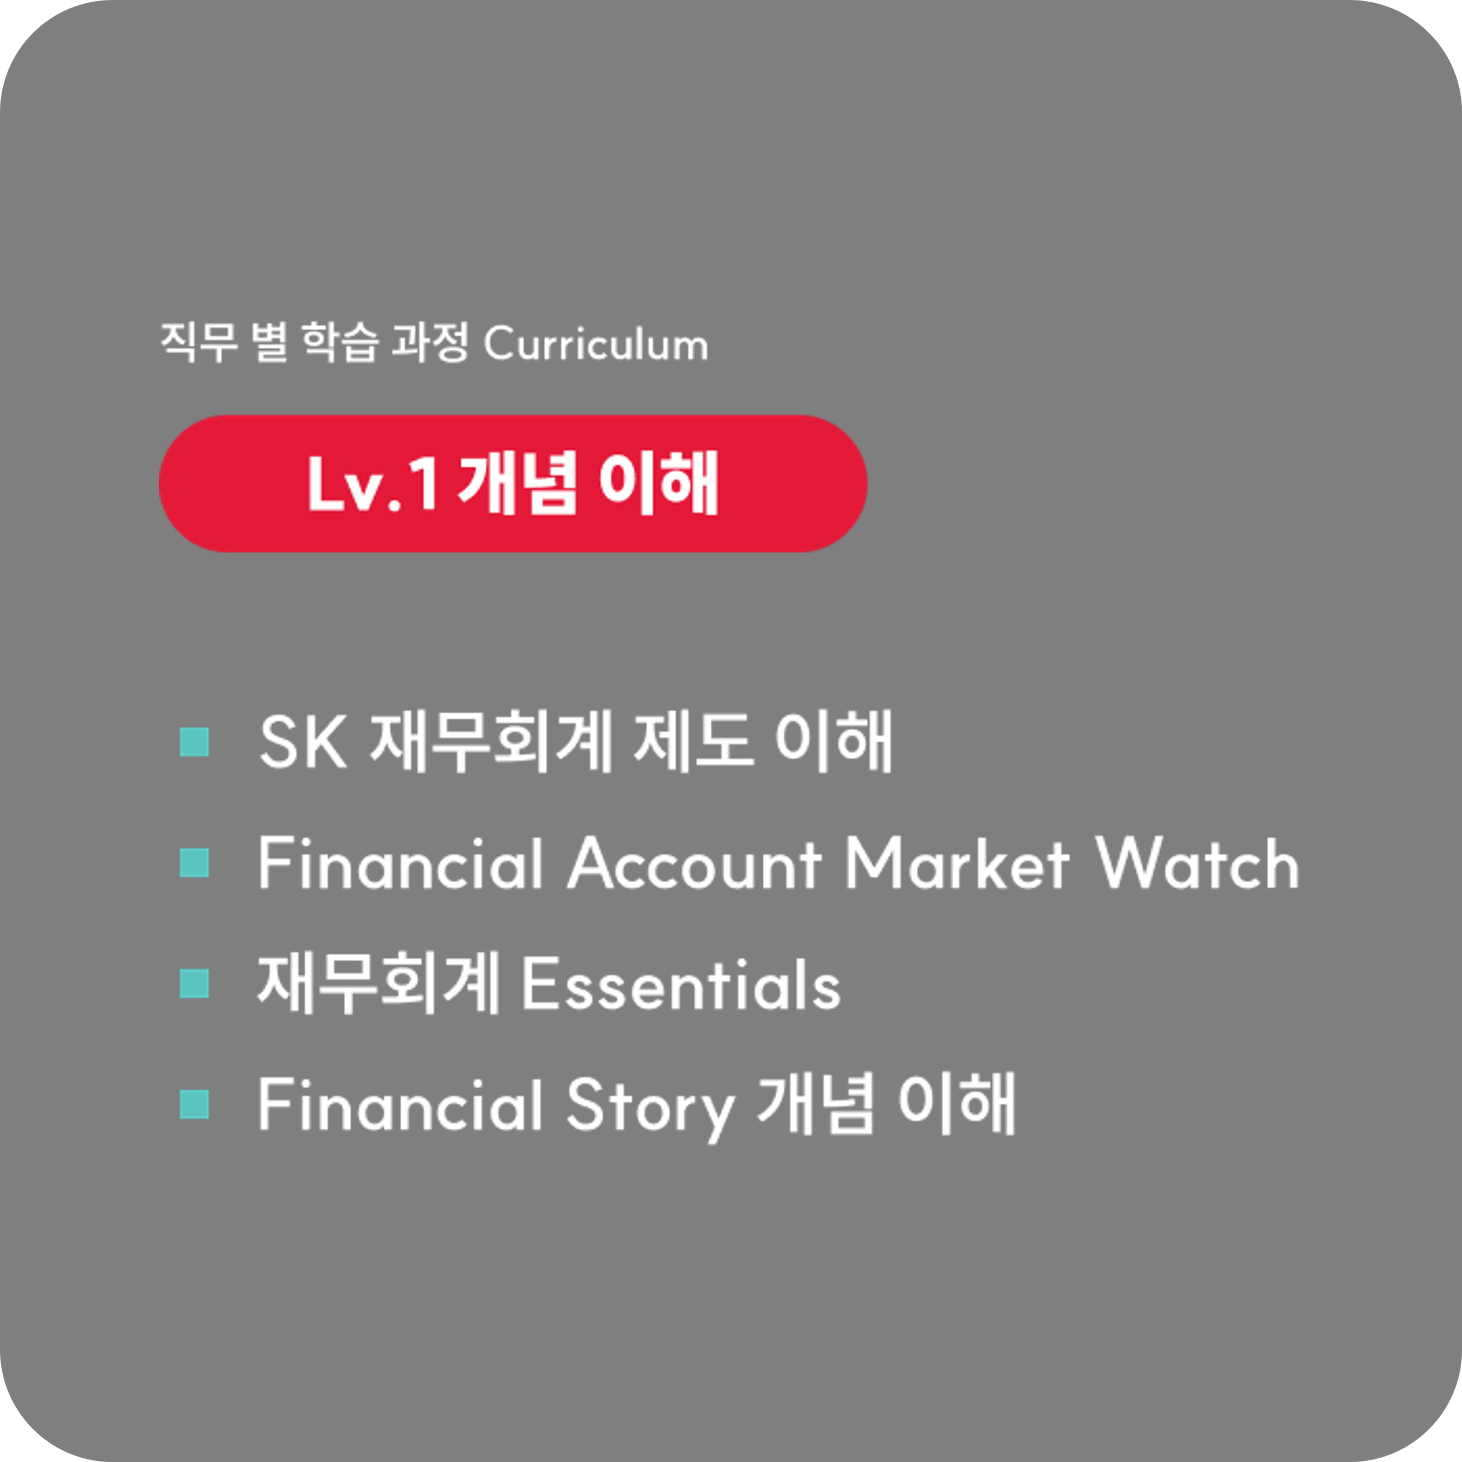 직무 별 학습 과정 Curriculum
Lv.1 개념 이해
SK 재무회계 제도 이해
Financial Account Market Watch
재무회계 Essentials
Financial Story 개념 이해